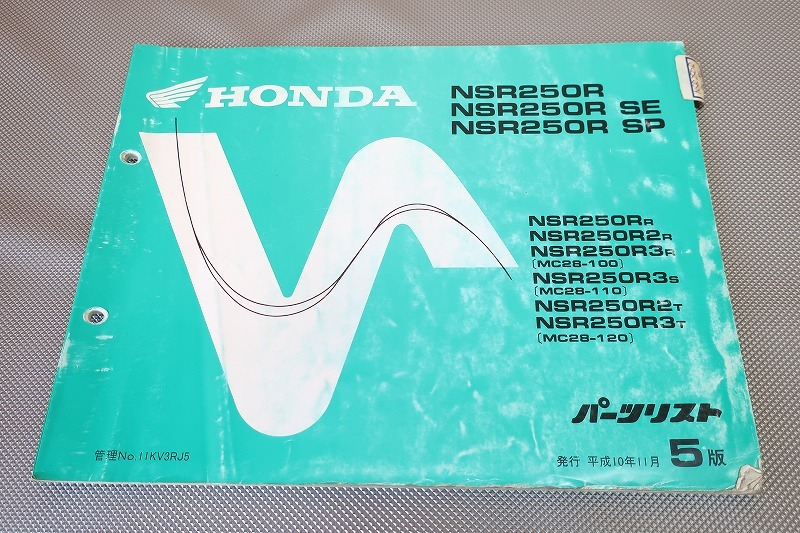 HONDA
NSR250R
NSR250R SE
NSR250R SP
NSR250RR
NSR250R2R
NSR250R3R
(MC28-100)
NSR250R3S
(MC28-110)
NSR250R2T
NSR250R3T
(MC28-120)
パーツリスト
管理No.11KV3RJ5
発行 平成10年11月 5版